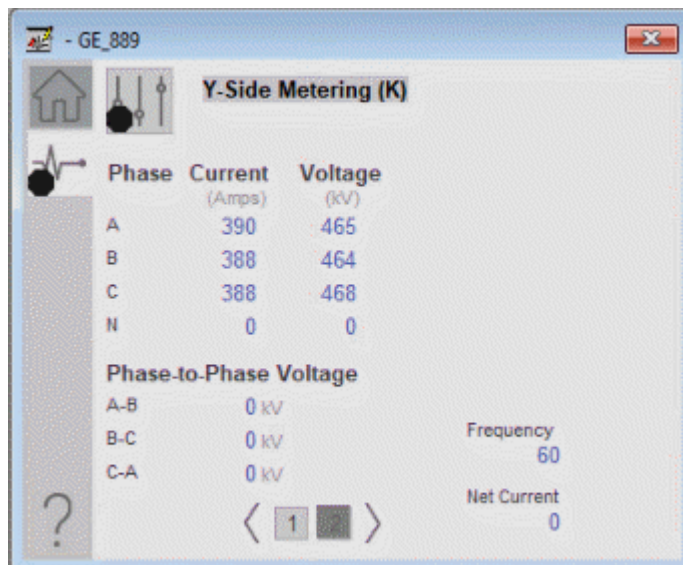 - GE_889
Y-Side Metering (K)
Phase Current Voltage
(Amps) (kV)
A 390 465
B 388 464
C 388 468
N 0 0
Phase-to-Phase Voltage
A-B 0 kV
B-C 0 kV
C-A 0 kV
Frequency
60
Net Current
0
1 2
?